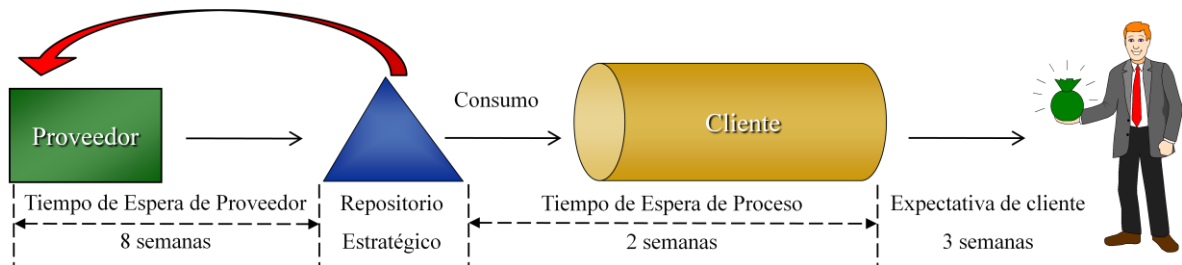 Consumo
Proveedor
Cliente
Tiempo de Espera de Proveedor
8 semanas
Repositorio
Estratégico
Tiempo de Espera de Proceso
2 semanas
Expectativa de cliente
3 semanas